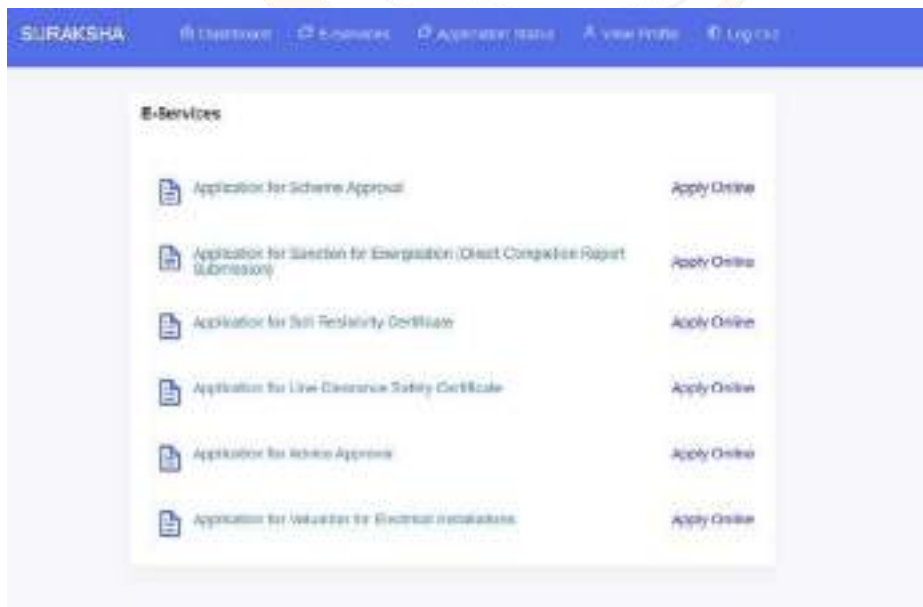 SURAKSHA Dashboard E-services Application Status View Profile Log Out
E-Services
Application for Scheme Approval Apply Online
Application for Sanction for Energisation (Direct Completion Report
Submission) Apply Online
Application for Soil Resistivity Certificate Apply Online
Application for Line Clearance Safety Certificate Apply Online
Application for Advice Approval Apply Online
Application for Valuation for Electrical Installations Apply Online